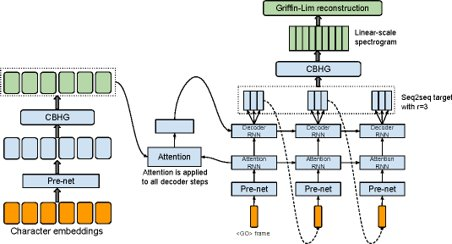 Griffin-Lim reconstruction
Linear-scale
spectrogram
CBHG
Seq2seq target
with r=3
CBHG
Pre-net
Character embeddings
Attention
Attention is applied
to all decoder steps
Decoder
RNN
Decoder
RNN
Decoder
RNN
Attention
RNN
Attention
RNN
Attention
RNN
Pre-net
Pre-net
Pre-net
<GO> frame